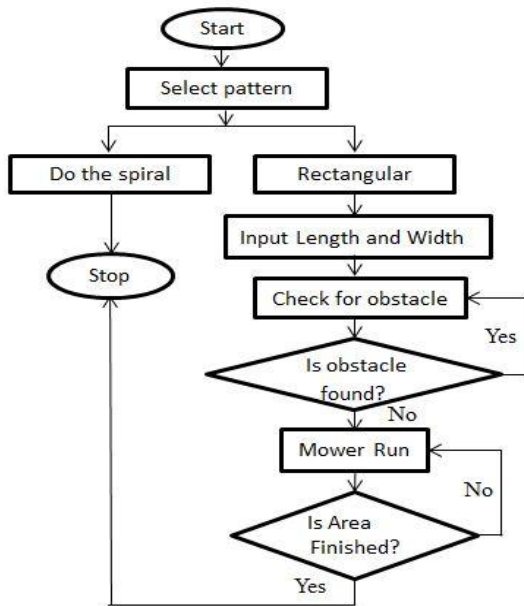 Start
Select pattern
Do the spiral
Rectangular
Input Length and Width
Stop
Check for obstacle
Yes
Is obstacle
found?
No
Mower Run
No
Is Area
Finished?
Yes